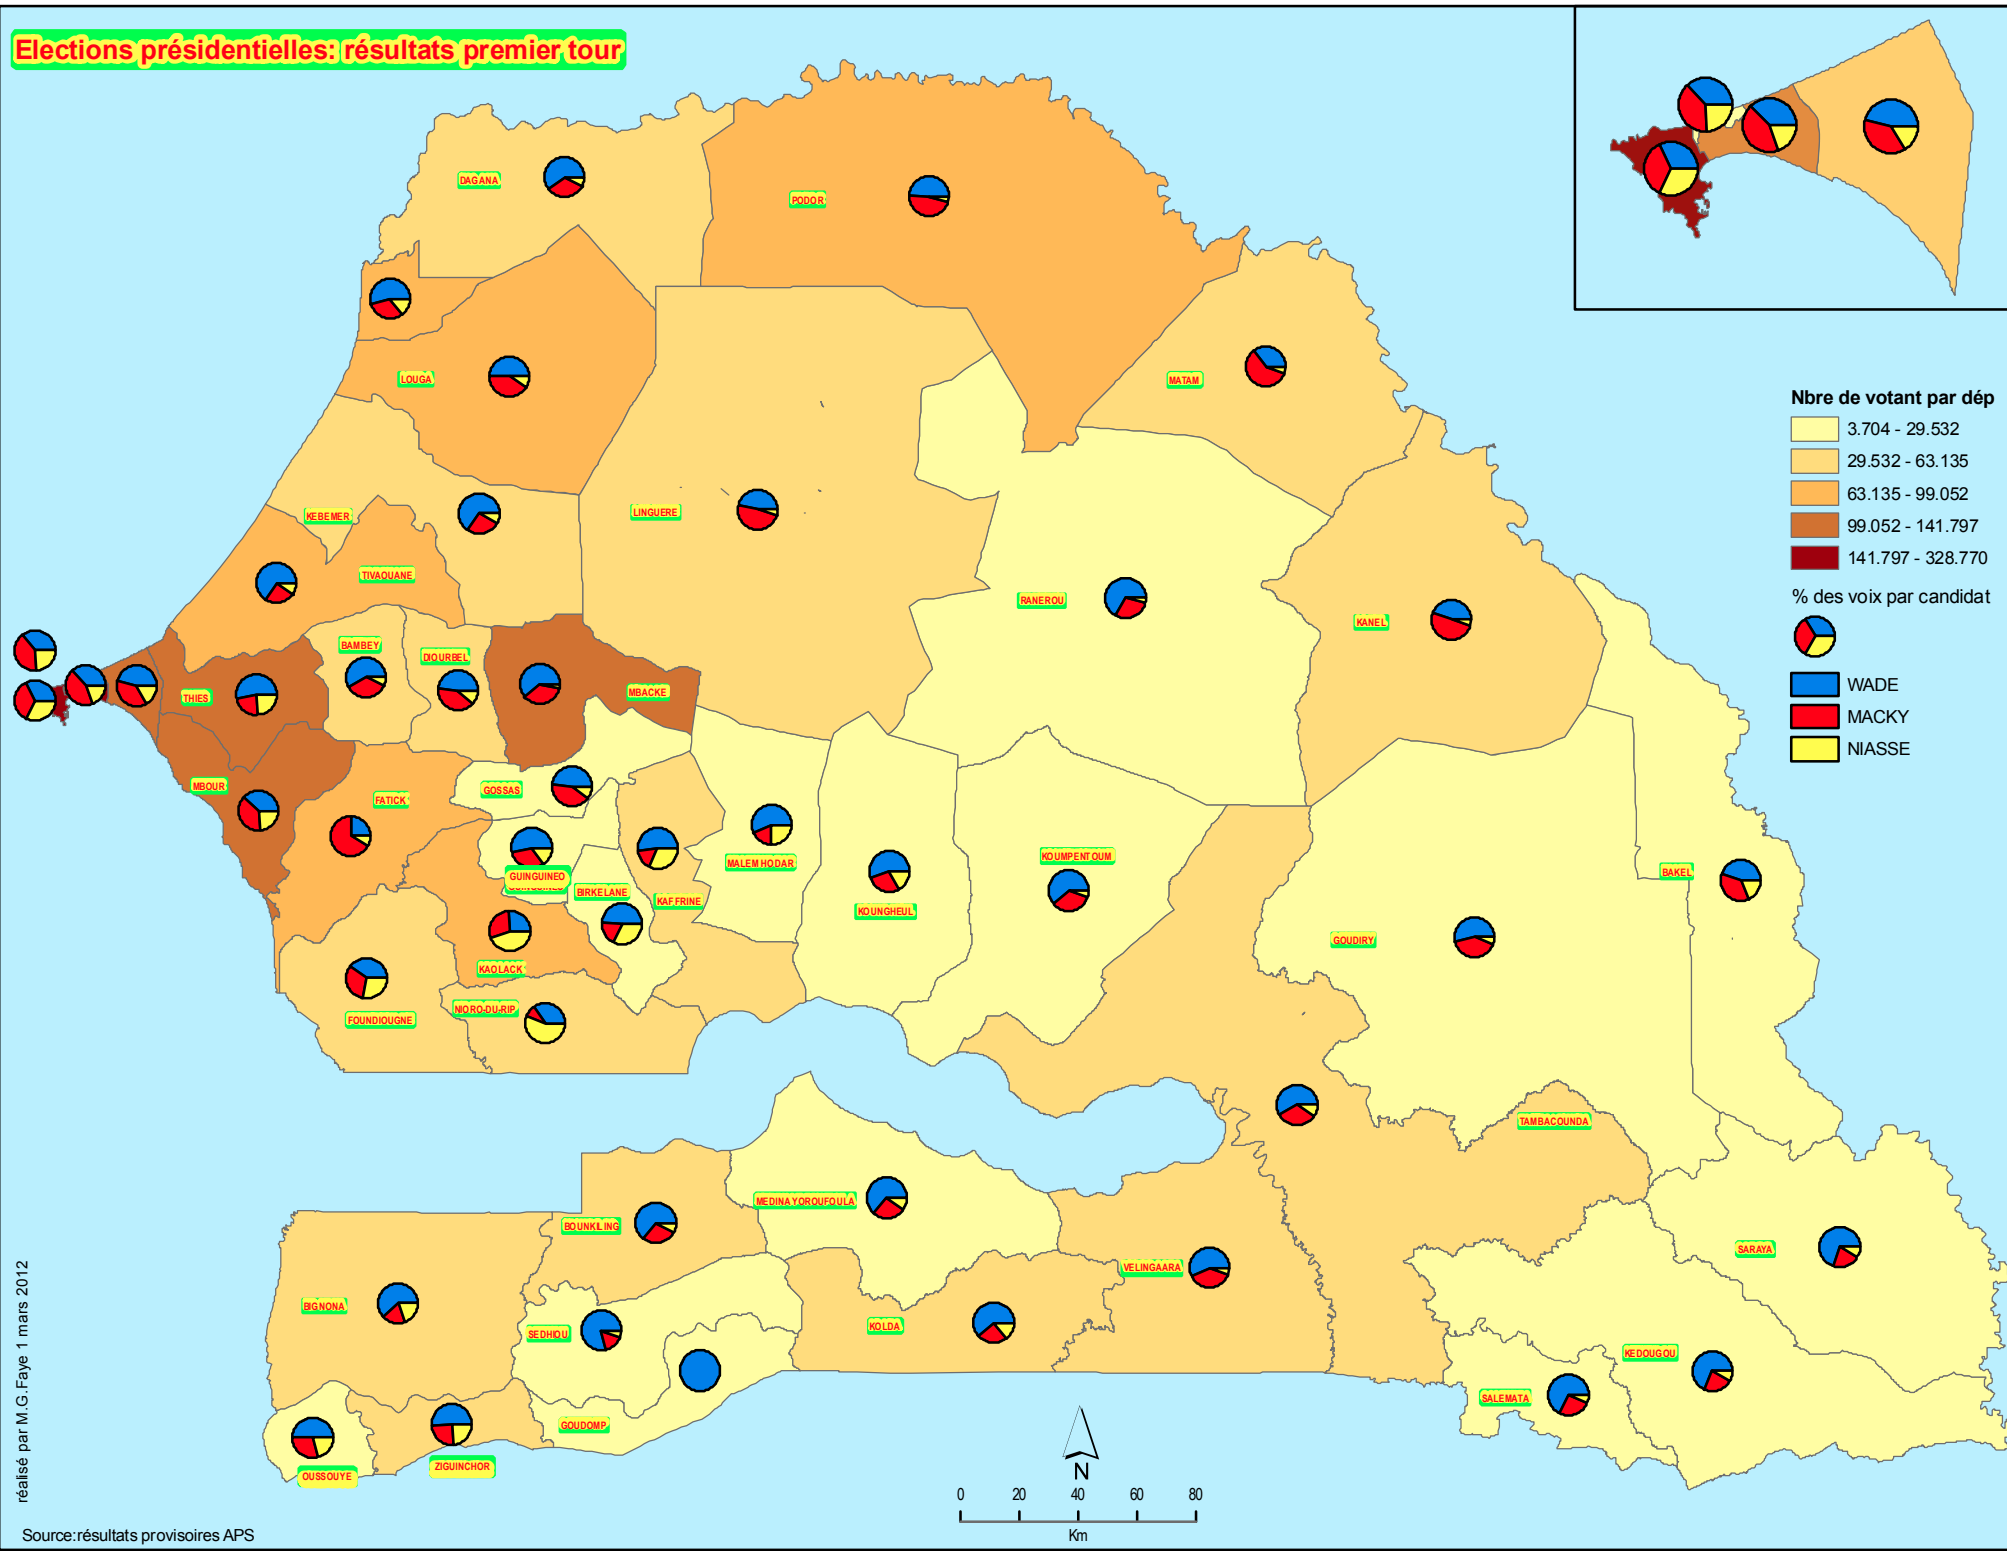 Elections présidentielles: résultats premier tour
DAGANA
PODOR
LOUGA
MATAM
KEBEMER
LINGUERE
TIVAOUANE
RANEROU
KANEL
BAMBEY
DIOURBEL
THIES
MBACKE
MBOUR
GOSSAS
FATICK
MALEM HODAR
KOUMPENTOUM
BAKEL
GUINGUINEO
BIRKELANE
KAFFRINE
KOUNGHEUL
GOUDIRY
KAOLACK
NIORO-DU-RIP
FOUNDIOUGNE
TAMBACOUNDA
MEDINA YOROUFOULA
BOUNKILING
SARAYA
VELINGAARA
BIGNONA
SEDHIOU
KOLDA
KEDOUGOU
SALEMATA
GOUDOMP
ZIGUINCHOR
OUSSOUYE
Nbre de votant par dép
3.704 - 29.532
29.532 - 63.135
63.135 - 99.052
99.052 - 141.797
141.797 - 328.770
% des voix par candidat
WADE
MACKY
NIASSE
N
0 20 40 60 80
Km
réalisé par M.G.Faye 1 mars 2012
Source:résultats provisoires APS